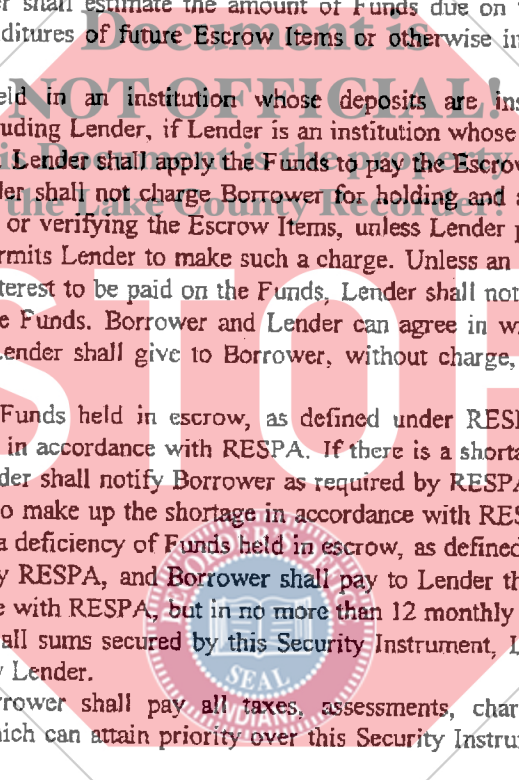 er shall estimate the amount of Funds due on
Document is
ditures of future Escrow Items or otherwise in
NOT OFFICIAL!
eld in an institution whose deposits are ins
uding Lender, if Lender is an institution whose
is Document is the property
Lender shall apply the Funds to pay the Escrow
der shall not charge Borrower for holding and a
the Lake County Recorder!
or verifying the Escrow Items, unless Lender p
rmits Lender to make such a charge. Unless an
terest to be paid on the Funds, Lender shall not
e Funds. Borrower and Lender can agree in w
Lender shall give to Borrower, without charge,
STOP
Funds held in escrow, as defined under RESP
in accordance with RESPA. If there is a shorta
der shall notify Borrower as required by RESPA
o make up the shortage in accordance with RES
a deficiency of Funds held in escrow, as defined
y RESPA, and Borrower shall pay to Lender th
e with RESPA, but in no more than 12 monthly
all sums secured by this Security Instrument, L
y Lender.
SEAL
INDIANA
rrower shall pay all taxes, assessments, char
hich can attain priority over this Security Instru